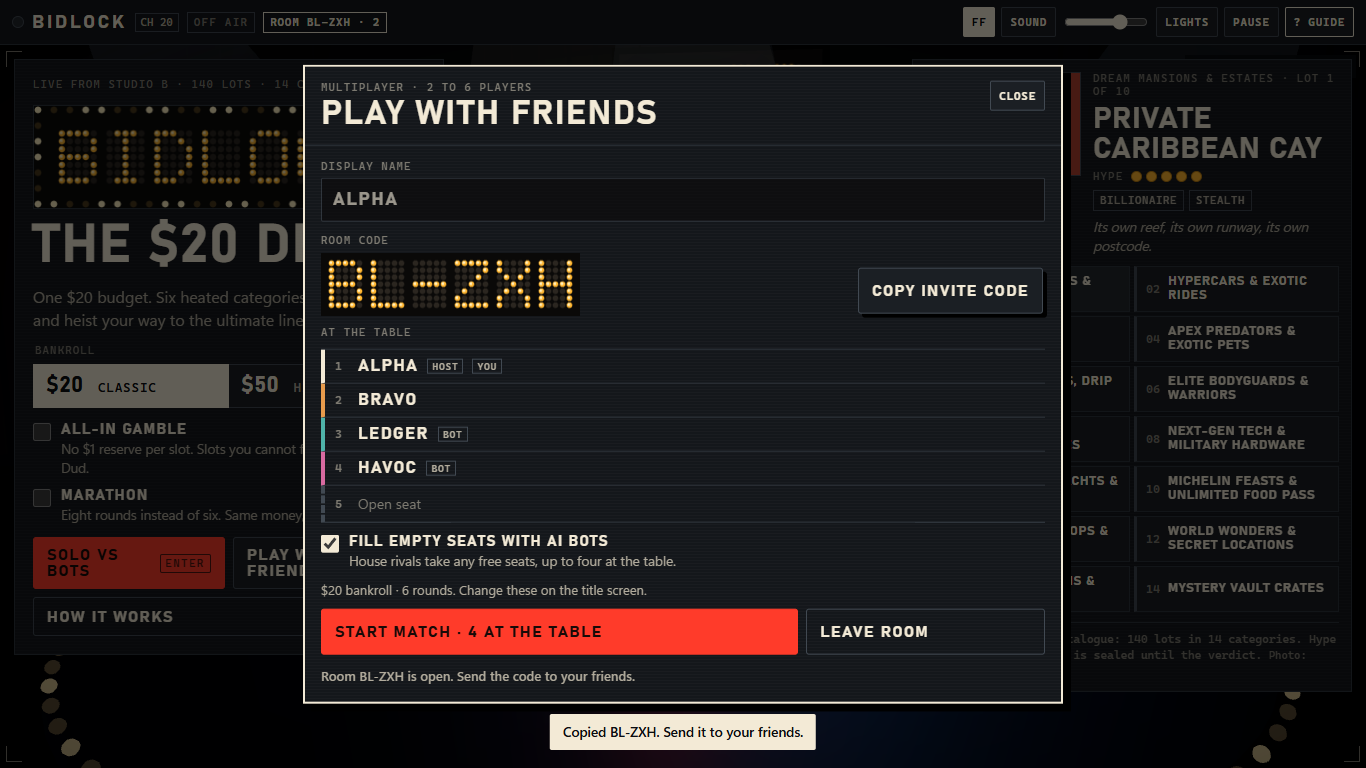 BIDLOCK
CH 20
OFF AIR
ROOM BL-ZXH · 2
FF
SOUND
LIGHTS
PAUSE
? GUIDE
LIVE FROM STUDIO B · 140 LOTS · 14 C
BIDLO
THE $20 D
One $20 budget. Six heated categories
and heist your way to the ultimate line
BANKROLL
$20 CLASSIC
$50 H
ALL-IN GAMBLE
No $1 reserve per slot. Slots you cannot f
Dud.
MARATHON
Eight rounds instead of six. Same money,
SOLO VS
BOTS
ENTER
PLAY W
FRIEN
HOW IT WORKS
MULTIPLAYER · 2 TO 6 PLAYERS
PLAY WITH FRIENDS
CLOSE
DISPLAY NAME
ALPHA
ROOM CODE
BL-ZXH
COPY INVITE CODE
AT THE TABLE
1 ALPHA HOST YOU
2 BRAVO
3 LEDGER BOT
4 HAVOC BOT
5 Open seat
FILL EMPTY SEATS WITH AI BOTS
House rivals take any free seats, up to four at the table.
$20 bankroll · 6 rounds. Change these on the title screen.
START MATCH · 4 AT THE TABLE
LEAVE ROOM
Room BL-ZXH is open. Send the code to your friends.
Copied BL-ZXH. Send it to your friends.
DREAM MANSIONS & ESTATES · LOT 1
OF 10
PRIVATE
CARIBBEAN CAY
HYPE
BILLIONAIRE
STEALTH
Its own reef, its own runway, its own
postcode.
S &
02 HYPERCARS & EXOTIC
RIDES
04 APEX PREDATORS &
EXOTIC PETS
S, DRIP
06 ELITE BODYGUARDS &
WARRIORS
S
08 NEXT-GEN TECH &
MILITARY HARDWARE
CHTS &
10 MICHELIN FEASTS &
UNLIMITED FOOD PASS
OPS &
12 WORLD WONDERS &
SECRET LOCATIONS
S &
14 MYSTERY VAULT CRATES
atalogue: 140 lots in 14 categories. Hype
is sealed until the verdict. Photo: